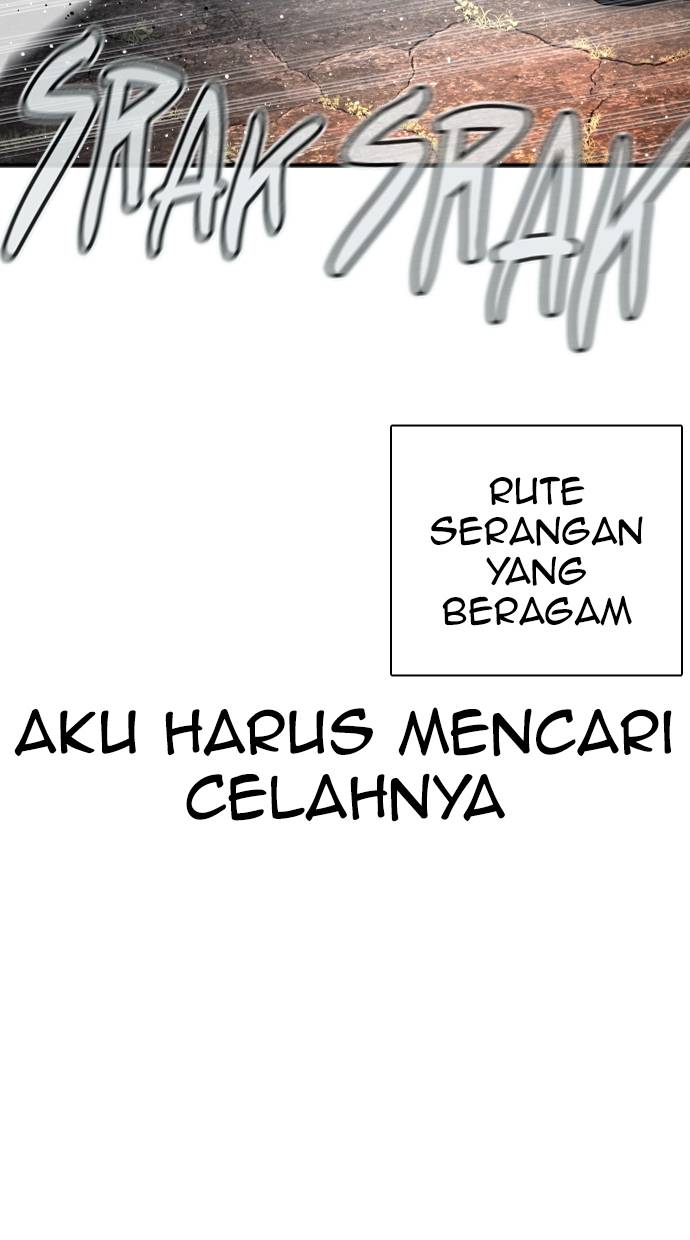 SRAK SRAK
RUTE
SERANGAN
YANG
BERAGAM
AKU HARUS MENCARI
CELAHNYA